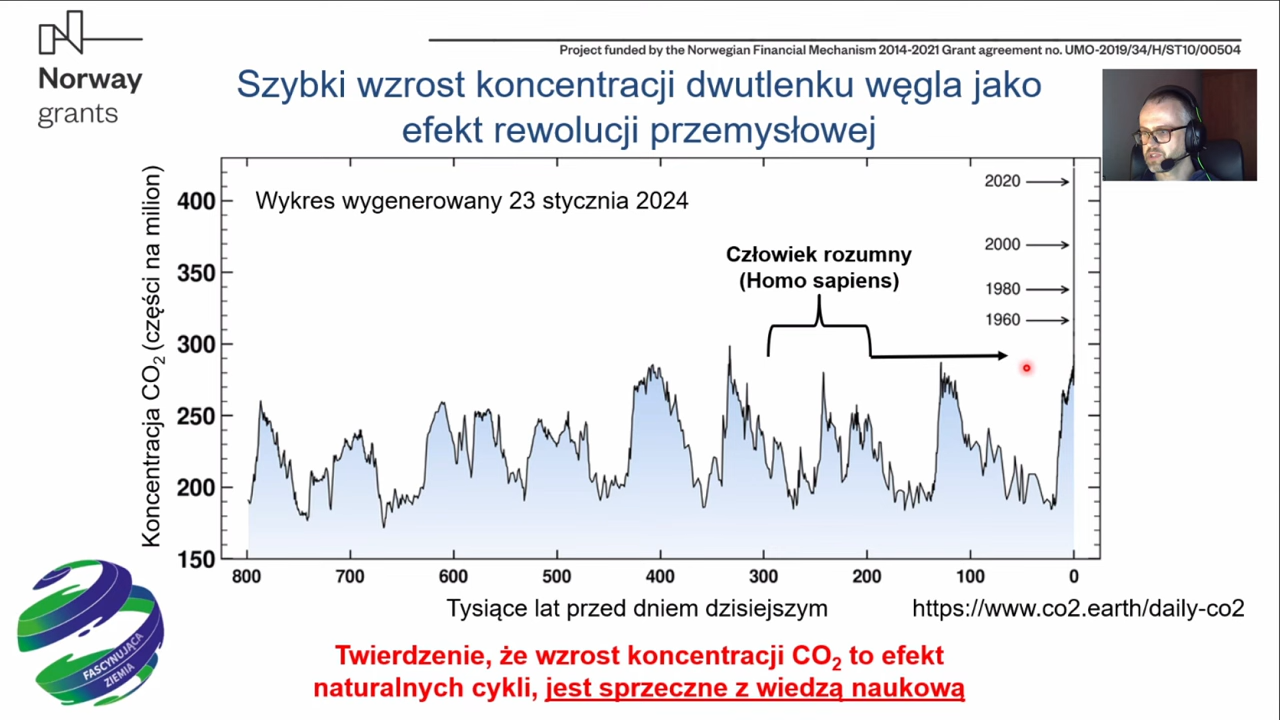 Norway
grants
Project funded by the Norwegian Financial Mechanism 2014-2021 Grant agreement no. UMO-2019/34/H/ST10/00504
Szybki wzrost koncentracji dwutlenku węgla jako
efekt rewolucji przemysłowej
Wykres wygenerowany 23 stycznia 2024
Koncentracja CO₂ (części na milion)
400
350
300
250
200
150
2020
2000
1980
1960
Człowiek rozumny
(Homo sapiens)
800 700 600 500 400 300 200 100 0
Tysiące lat przed dniem dzisiejszym
https://www.co2.earth/daily-co2
FASCYNUJĄCA
ZIEMIA
Twierdzenie, że wzrost koncentracji CO₂ to efekt
naturalnych cykli, jest sprzeczne z wiedzą naukową